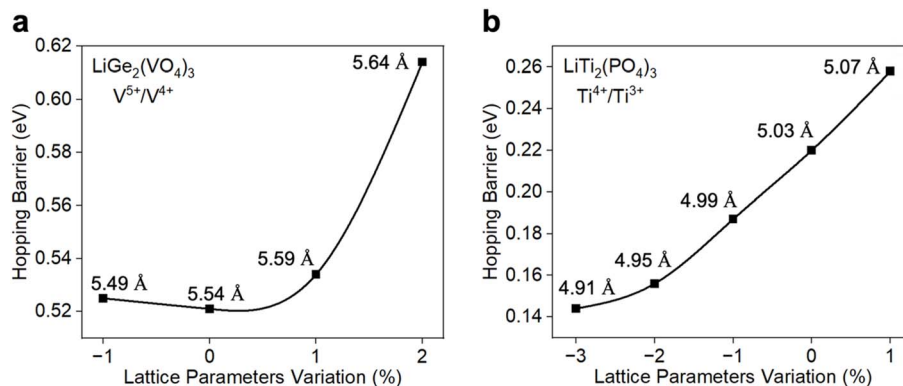 a
LiGe₂(VO₄)₃
V⁵⁺/V⁴⁺
5.49 Å
5.54 Å
5.59 Å
5.64 Å
0.62
0.60
0.58
0.56
0.54
0.52
Hopping Barrier (eV)
−1 0 1 2
Lattice Parameters Variation (%)
b
LiTi₂(PO₄)₃
Ti⁴⁺/Ti³⁺
4.91 Å
4.95 Å
4.99 Å
5.03 Å
5.07 Å
0.26
0.24
0.22
0.20
0.18
0.16
0.14
Hopping Barrier (eV)
−3 −2 −1 0 1
Lattice Parameters Variation (%)